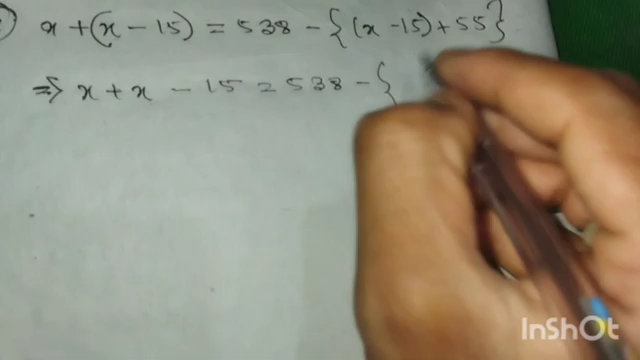 x + (x - 15) = 538 - {(x - 15) + 55}
⇒ x + x - 15 = 538 - {
InShOt